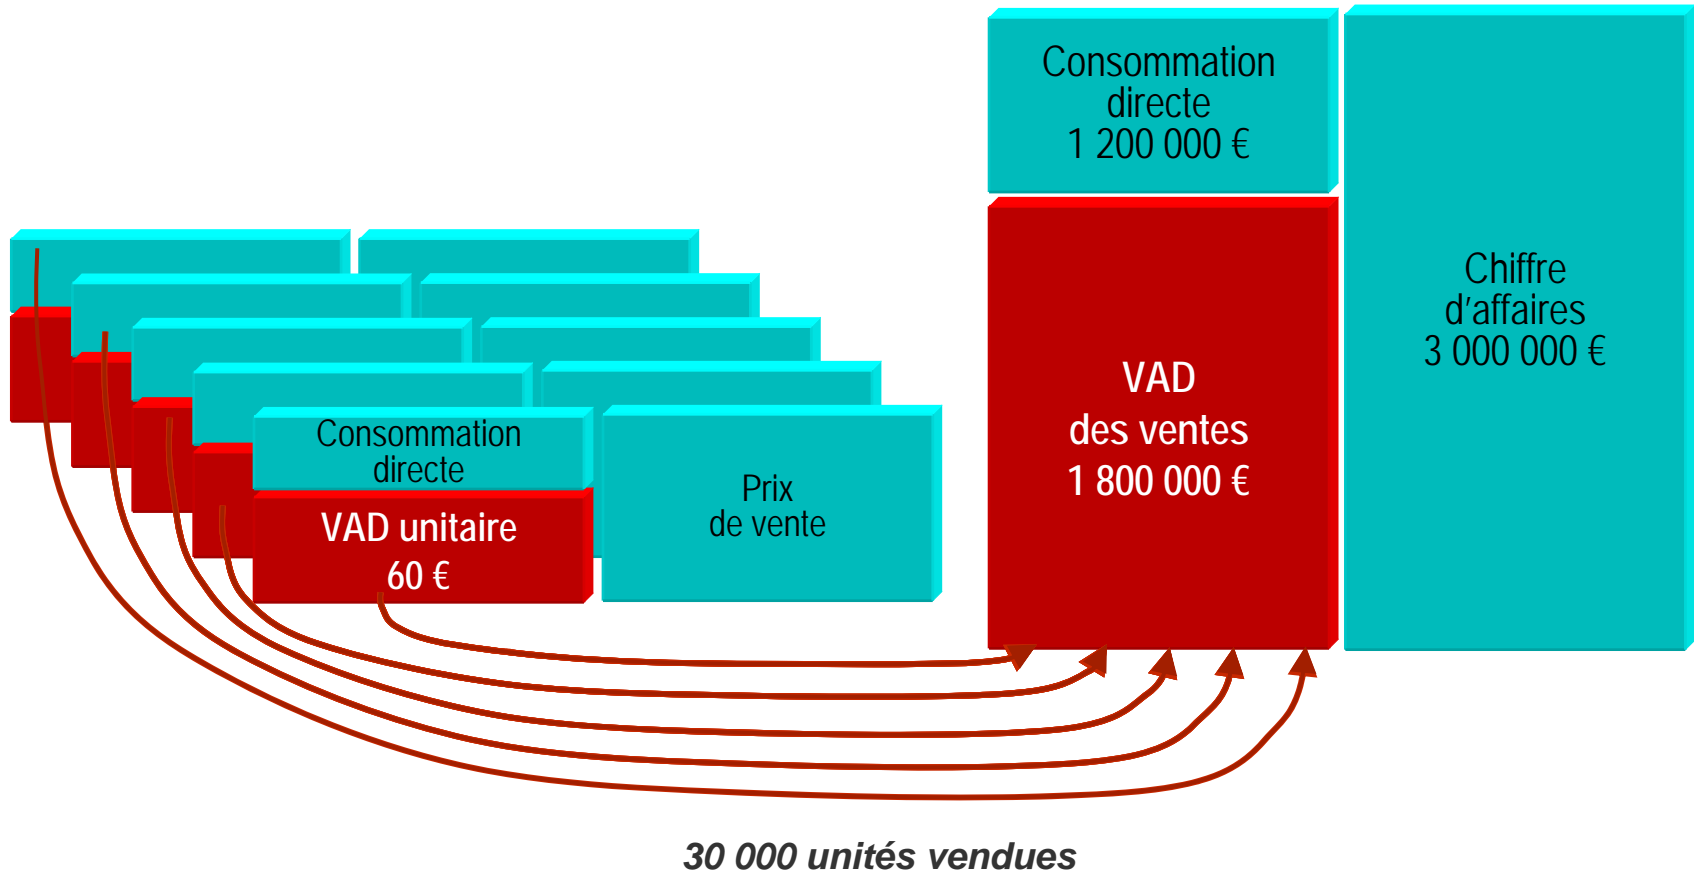 Consommation
directe
1 200 000 €
Chiffre
d'affaires
3 000 000 €
VAD
des ventes
1 800 000 €
Consommation
directe
VAD unitaire
60 €
Prix
de vente
30 000 unités vendues